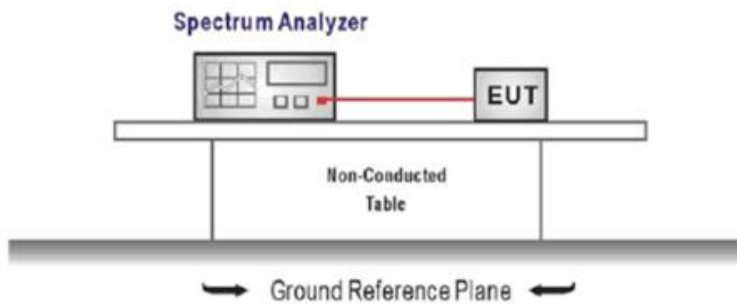 Spectrum Analyzer
EUT
Non-Conducted
Table
Ground Reference Plane